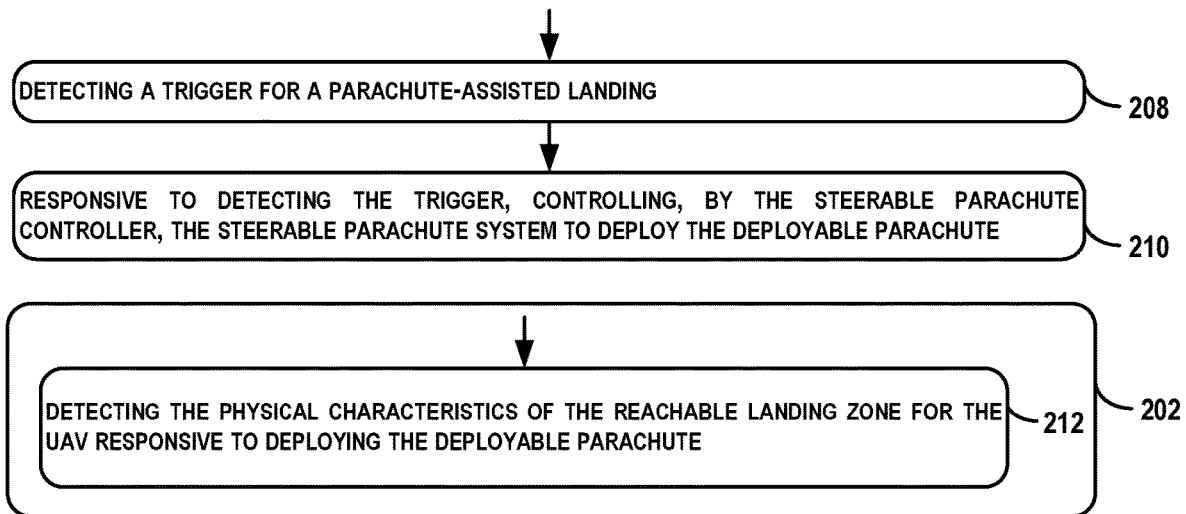 DETECTING A TRIGGER FOR A PARACHUTE-ASSISTED LANDING
208
RESPONSIVE TO DETECTING THE TRIGGER, CONTROLLING, BY THE STEERABLE PARACHUTE
CONTROLLER, THE STEERABLE PARACHUTE SYSTEM TO DEPLOY THE DEPLOYABLE PARACHUTE
210
DETECTING THE PHYSICAL CHARACTERISTICS OF THE REACHABLE LANDING ZONE FOR THE
UAV RESPONSIVE TO DEPLOYING THE DEPLOYABLE PARACHUTE
212
202